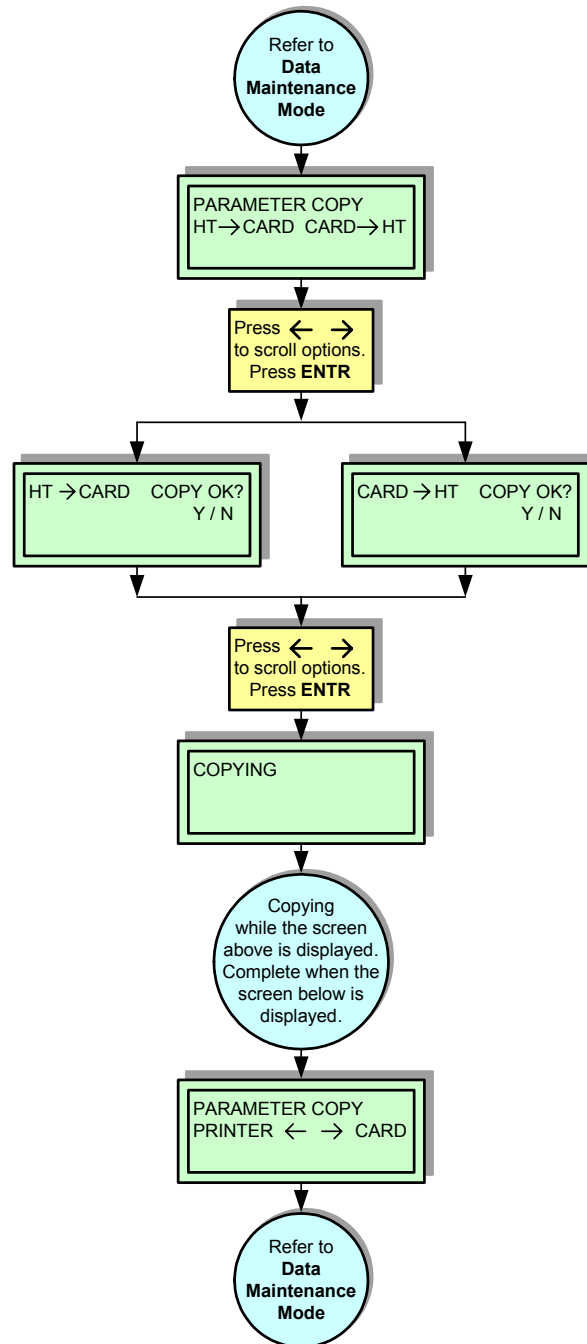 Refer to
Data
Maintenance
Mode
PARAMETER COPY
HT→CARD CARD→HT
Press ← →
to scroll options.
Press ENTR
HT →CARD COPY OK?
Y / N
CARD →HT COPY OK?
Y / N
Press ← →
to scroll options.
Press ENTR
COPYING
Copying
while the screen
above is displayed.
Complete when the
screen below is
displayed.
PARAMETER COPY
PRINTER ← → CARD
Refer to
Data
Maintenance
Mode